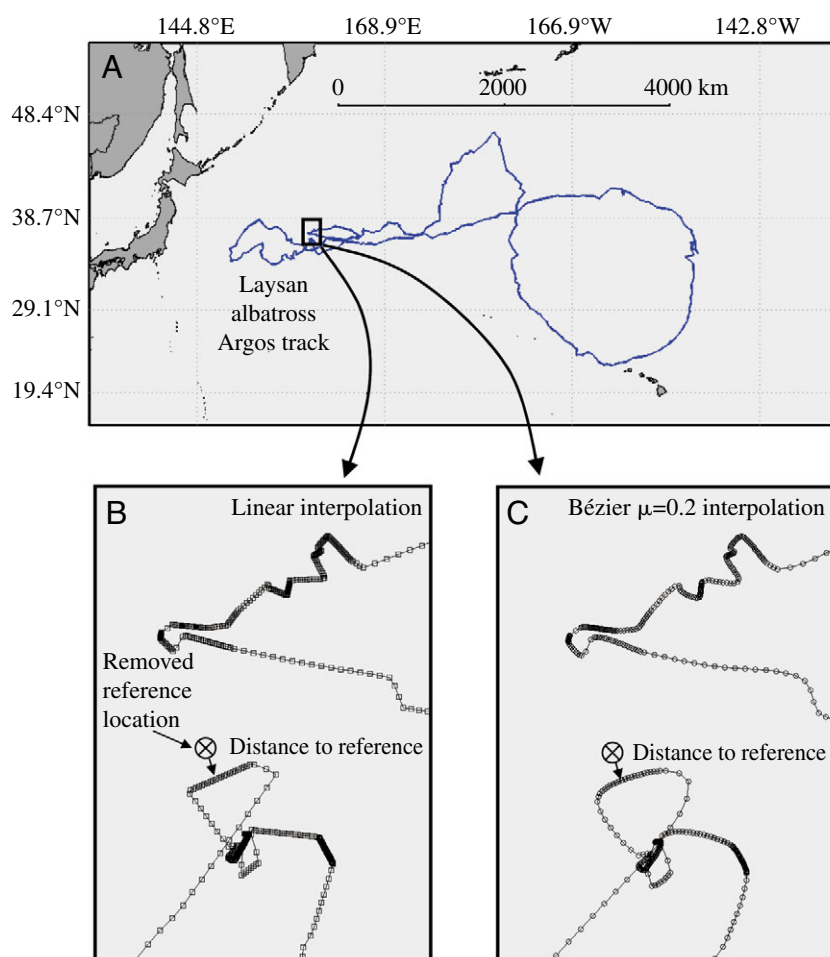 144.8°E 168.9°E 166.9°W 142.8°W
A
0 2000 4000 km
48.4°N
38.7°N
29.1°N
19.4°N
Laysan
albatross
Argos track
B
Linear interpolation
Removed
reference
location
Distance to reference
C
Bézier μ=0.2 interpolation
Distance to reference